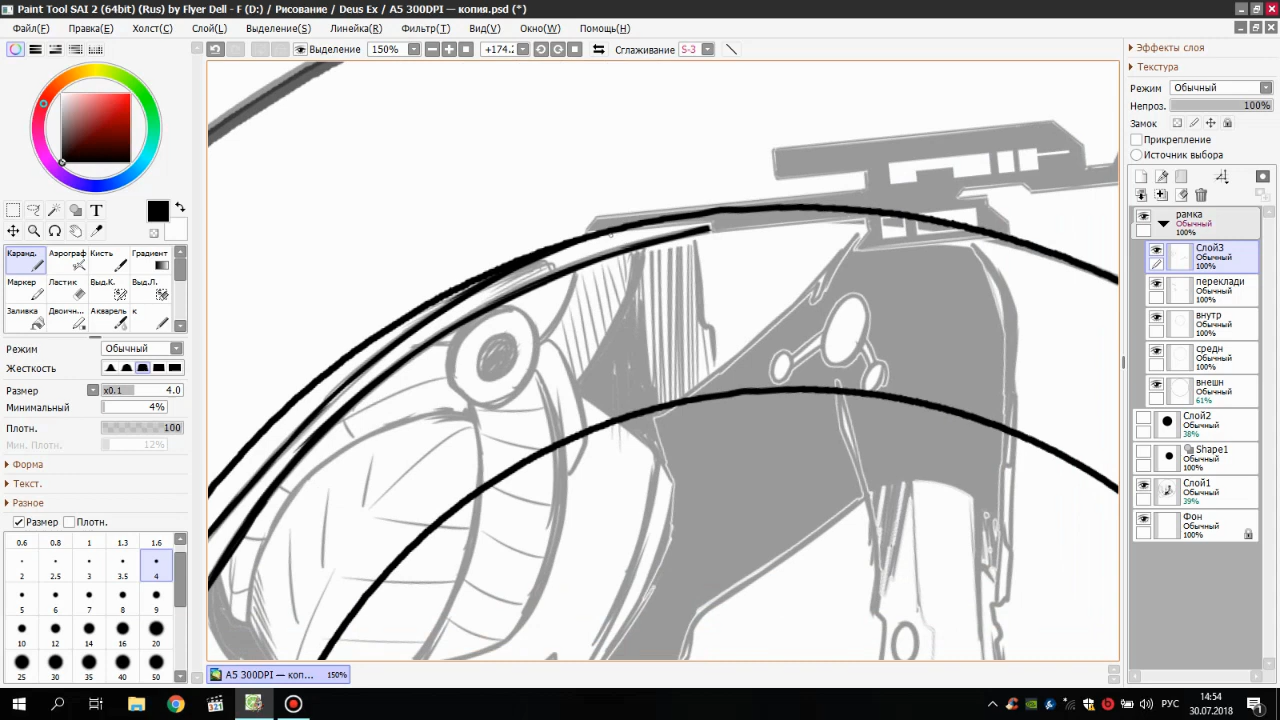 Paint Tool SAI 2 (64bit) (Rus) by Flyer Dell - F (D:) / Рисование / Deus Ex / A5 300DPI — копия.psd (*)
Файл(F) Правка(E) Холст(C) Слой(L) Выделение(S) Линейка(R) Фильтр(T) Вид(V) Окно(W) Помощь(H)
Выделение 150% +174.: Сглаживание S-3
Эффекты слоя
Текстура
Режим Обычный
Непроз. 100%
Замок
Прикрепление
Источник выбора
рамка
Обычный
100%
Слой3
Обычный
100%
переклади
Обычный
100%
внутр
Обычный
100%
средн
Обычный
100%
внешн
Обычный
61%
Слой2
Обычный
38%
Shape1
Обычный
100%
Слой1
Обычный
39%
Фон
Обычный
100%
T
Каранд. Аэрограф Кисть Градиент
Маркер Ластик Выд.К. Выд.Л.
Заливка Двоичн... Акварель к
Режим Обычный
Жесткость
Размер x0.1 4.0
Минимальный 4%
Плотн. 100
Мин. Плотн. 12%
Форма
Текст.
Разное
Размер Плотн.
0.6 0.8 1 1.3 1.6
2 2.5 3 3.5 4
5 6 7 8 9
10 12 14 16 20
25 30 35 40 50
A5 300DPI — коп... 150%
321
РУС
14:54
30.07.2018
1